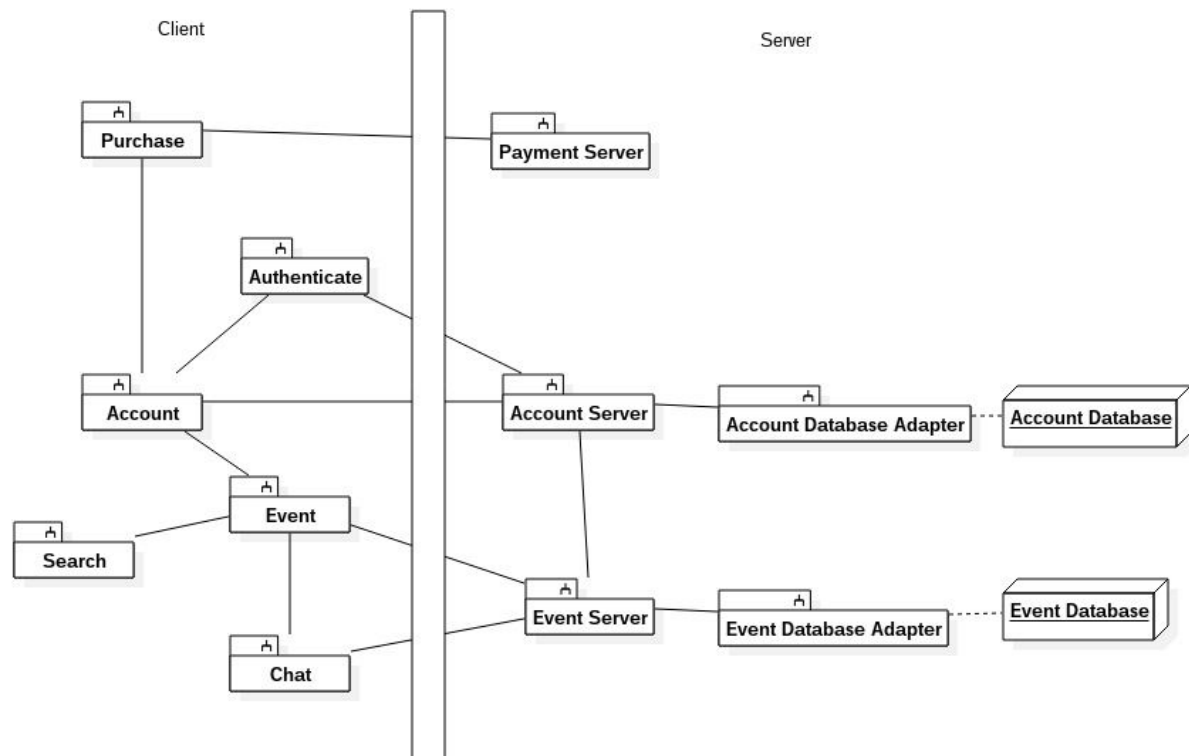 Client
Server
Purchase
Payment Server
Authenticate
Account
Account Server
Account Database Adapter
Account Database
Event
Search
Event Server
Event Database Adapter
Event Database
Chat